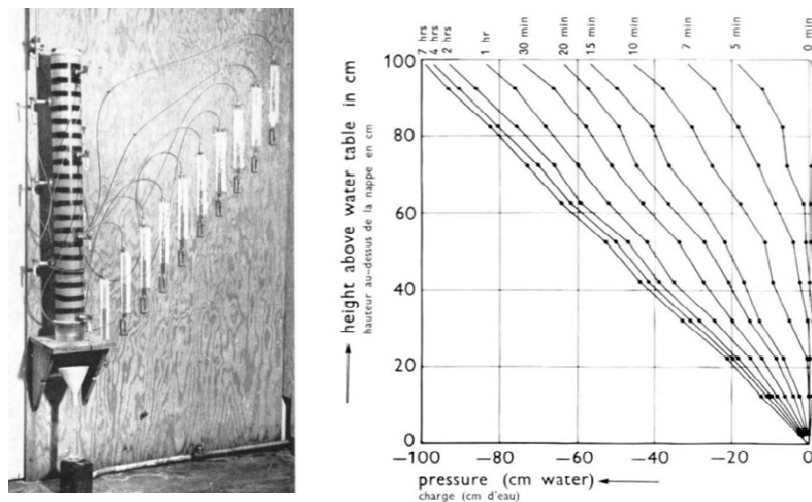 7 hrs
4 hrs
2 hrs
1 hr
30 min
20 min
15 min
10 min
7 min
5 min
0 min
100
80
60
40
20
0
height above water table in cm
hauteur au-dessus de la nappe en cm
−100 −80 −60 −40 −20 0
pressure (cm water)
charge (cm d'eau)